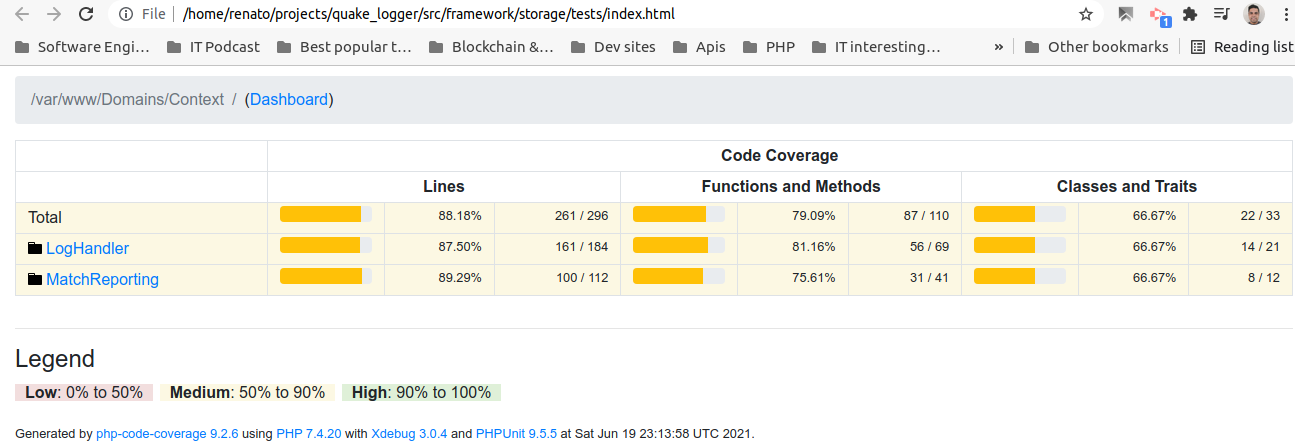 File /home/renato/projects/quake_logger/src/framework/storage/tests/index.html 1
Software Engi… IT Podcast Best popular t… Blockchain &… Dev sites Apis PHP IT interesting… » Other bookmarks Reading list
/var/www/Domains/Context / (Dashboard)
Code Coverage
Lines Functions and Methods Classes and Traits
Total 88.18% 261 / 296 79.09% 87 / 110 66.67% 22 / 33
LogHandler 87.50% 161 / 184 81.16% 56 / 69 66.67% 14 / 21
MatchReporting 89.29% 100 / 112 75.61% 31 / 41 66.67% 8 / 12
Legend
Low: 0% to 50% Medium: 50% to 90% High: 90% to 100%
Generated by php-code-coverage 9.2.6 using PHP 7.4.20 with Xdebug 3.0.4 and PHPUnit 9.5.5 at Sat Jun 19 23:13:58 UTC 2021.